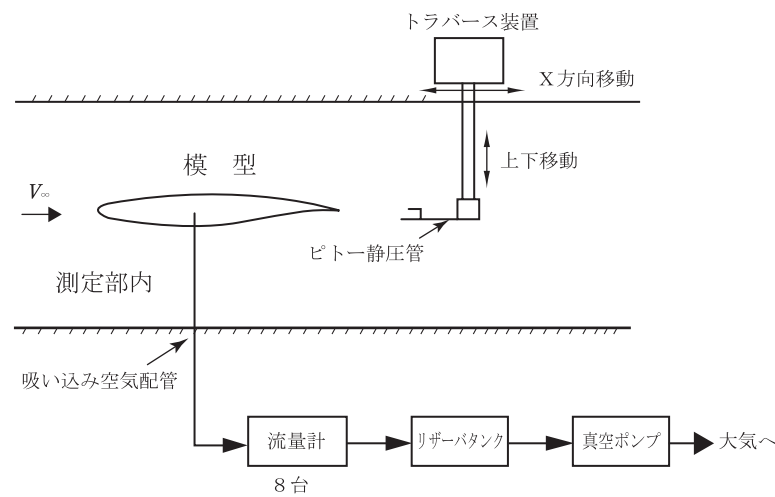 トラバース装置
X方向移動
上下移動
模 型
V∞
ピトー静圧管
測定部内
吸い込み空気配管
流量計
リザーバタンク
真空ポンプ
大気へ
8台